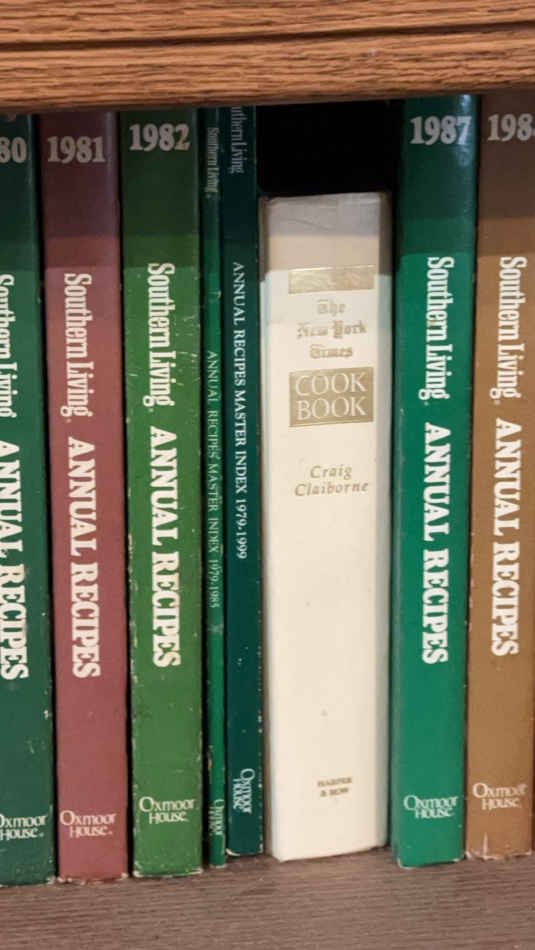 80
Southern Living
ANNUAL RECIPES
Oxmoor
House
1981
Southern Living
ANNUAL RECIPES
Oxmoor
House
1982
Southern Living
ANNUAL RECIPES
Oxmoor
House
Southern Living
ANNUAL RECIPES MASTER INDEX 1979-1985
Oxmoor
House
Southern Living
ANNUAL RECIPES MASTER INDEX 1979-1999
Oxmoor
House
The
New York
Times
COOK
BOOK
Craig
Claiborne
HARPER
& ROW
1987
Southern Living
ANNUAL RECIPES
Oxmoor
House
198
Southern Living
ANNUAL RECIPES
Oxmoor
House